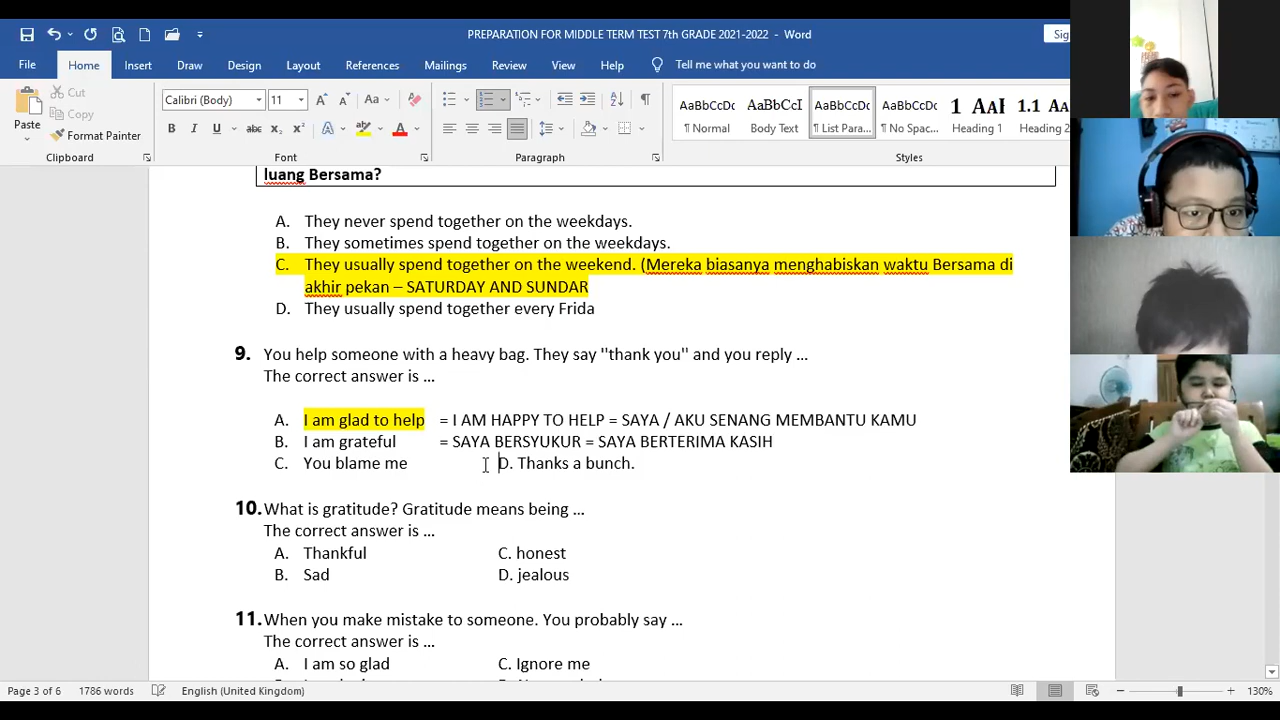 PREPARATION FOR MIDDLE TERM TEST 7th GRADE 2021-2022 - Word
File Home Insert Draw Design Layout References Mailings Review View Help Tell me what you want to do
Paste Cut Copy Format Painter
Calibri (Body) 11
AaBbCcDc AaBbCcI AaBbCcDc AaBbCcDc 1 AaI 1.1 AaB
¶ Normal Body Text ¶ List Para... ¶ No Spac... Heading 1 Heading 2
Clipboard Font Paragraph Styles
luang Bersama?
A. They never spend together on the weekdays.
B. They sometimes spend together on the weekdays.
C. They usually spend together on the weekend. (Mereka biasanya menghabiskan waktu Bersama di
akhir pekan – SATURDAY AND SUNDAR
D. They usually spend together every Frida
9. You help someone with a heavy bag. They say "thank you" and you reply ...
The correct answer is ...
A. I am glad to help = I AM HAPPY TO HELP = SAYA / AKU SENANG MEMBANTU KAMU
B. I am grateful = SAYA BERSYUKUR = SAYA BERTERIMA KASIH
C. You blame me D. Thanks a bunch.
10. What is gratitude? Gratitude means being ...
The correct answer is ...
A. Thankful C. honest
B. Sad D. jealous
11. When you make mistake to someone. You probably say ...
The correct answer is ...
A. I am so glad C. Ignore me
Page 3 of 6 1786 words English (United Kingdom) 130%